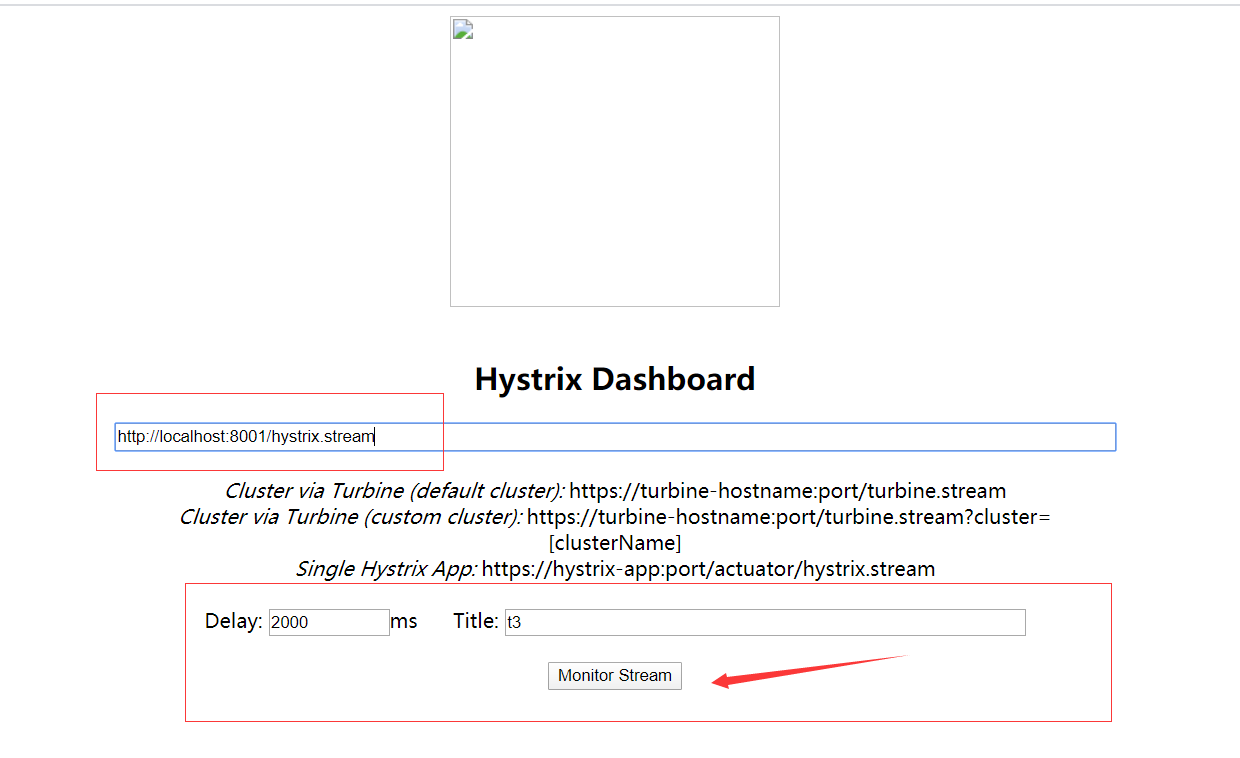 Hystrix Dashboard
http://localhost:8001/hystrix.stream
Cluster via Turbine (default cluster): https://turbine-hostname:port/turbine.stream
Cluster via Turbine (custom cluster): https://turbine-hostname:port/turbine.stream?cluster=
[clusterName]
Single Hystrix App: https://hystrix-app:port/actuator/hystrix.stream
Delay: 2000 ms Title: t3
Monitor Stream